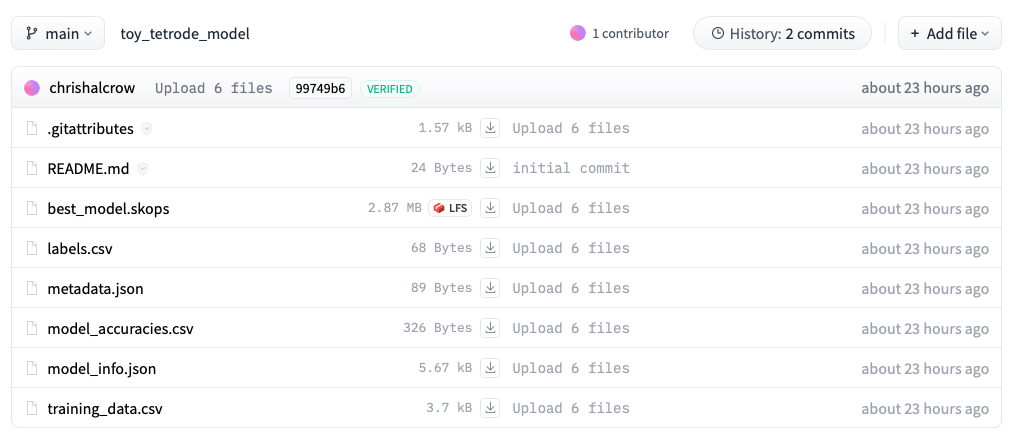 main toy_tetrode_model 1 contributor History: 2 commits + Add file
chrishalcrow Upload 6 files 99749b6 VERIFIED about 23 hours ago
.gitattributes 1.57 kB Upload 6 files about 23 hours ago
README.md 24 Bytes initial commit about 23 hours ago
best_model.skops 2.87 MB LFS Upload 6 files about 23 hours ago
labels.csv 68 Bytes Upload 6 files about 23 hours ago
metadata.json 89 Bytes Upload 6 files about 23 hours ago
model_accuracies.csv 326 Bytes Upload 6 files about 23 hours ago
model_info.json 5.67 kB Upload 6 files about 23 hours ago
training_data.csv 3.7 kB Upload 6 files about 23 hours ago